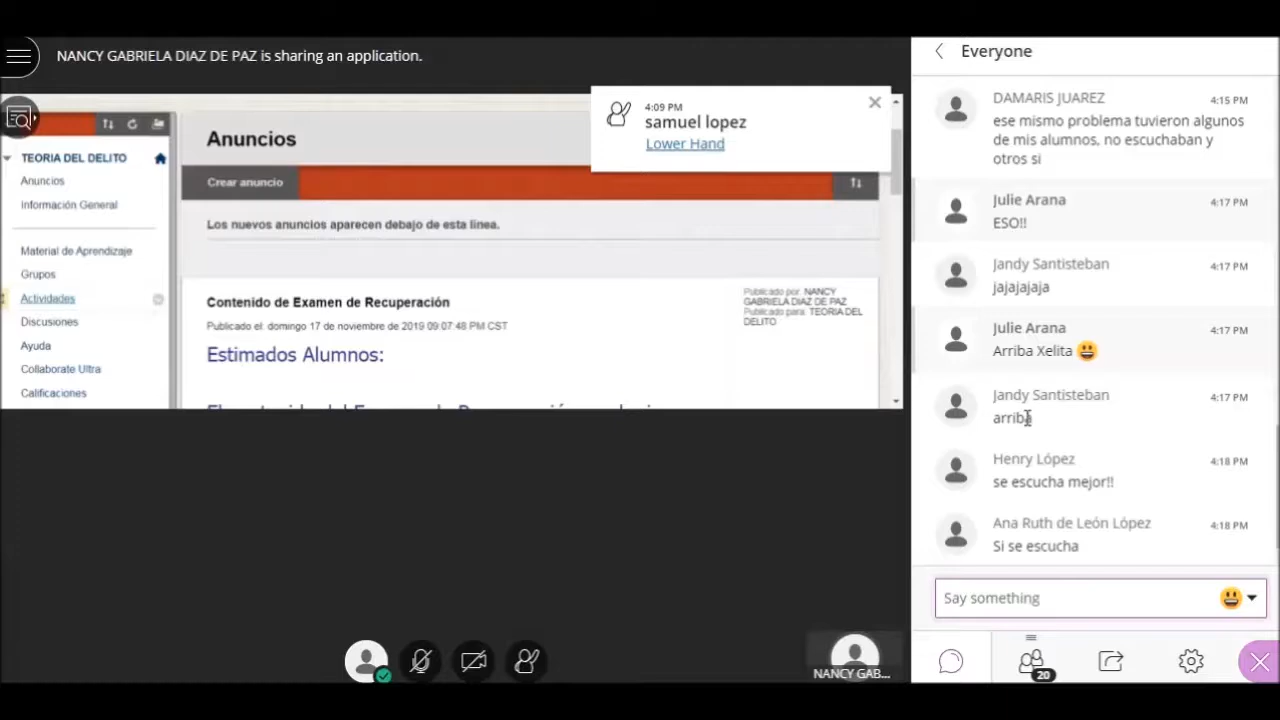 NANCY GABRIELA DIAZ DE PAZ is sharing an application.
TEORIA DEL DELITO
Anuncios
Información General
Material de Aprendizaje
Grupos
Actividades
Discusiones
Ayuda
Collaborate Ultra
Calificaciones
Anuncios
Crear anuncio
Los nuevos anuncios aparecen debajo de esta línea.
Contenido de Examen de Recuperación
Publicado el: domingo 17 de noviembre de 2019 09:07:48 PM CST
Estimados Alumnos:
Publicado por: NANCY
GABRIELA DIAZ DE PAZ
Publicado para: TEORIA DEL
DELITO
4:09 PM
samuel lopez
Lower Hand
NANCY GAB...
Everyone
DAMARIS JUAREZ 4:15 PM
ese mismo problema tuvieron algunos
de mis alumnos, no escuchaban y
otros si
Julie Arana 4:17 PM
ESO!!
Jandy Santisteban 4:17 PM
jajajajaja
Julie Arana 4:17 PM
Arriba Xelita 😃
Jandy Santisteban 4:17 PM
arriba
Henry López 4:18 PM
se escucha mejor!!
Ana Ruth de León López 4:18 PM
Si se escucha
Say something
20